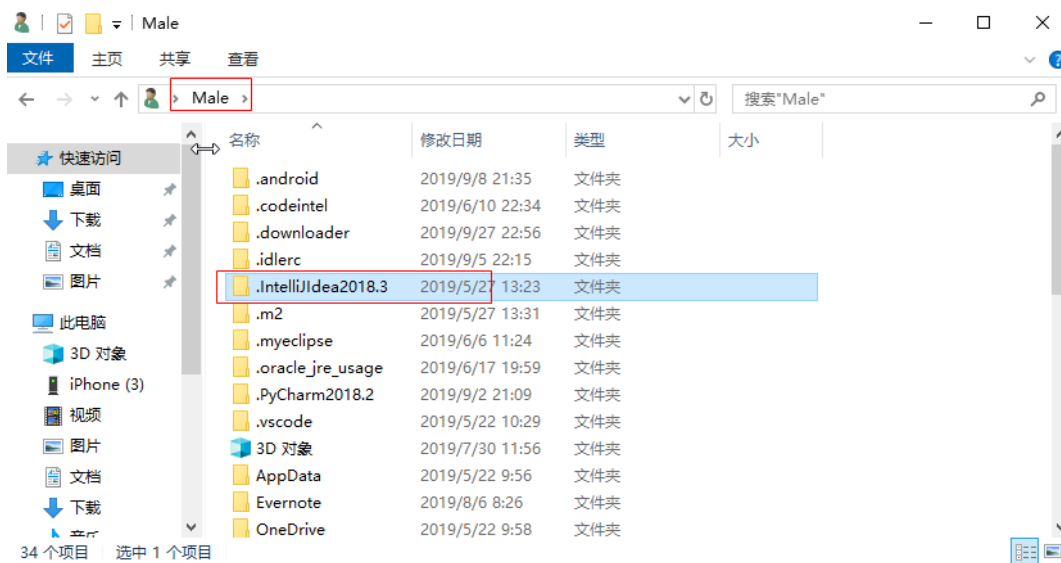 Male
文件 主页 共享 查看
Male 搜索"Male"
名称 修改日期 类型 大小
快速访问
桌面
下载
文档
图片
此电脑
3D 对象
iPhone (3)
视频
图片
文档
下载
.android 2019/9/8 21:35 文件夹
.codeintel 2019/6/10 22:34 文件夹
.downloader 2019/9/27 22:56 文件夹
.idlerc 2019/9/5 22:15 文件夹
.IntelliJIdea2018.3 2019/5/27 13:23 文件夹
.m2 2019/5/27 13:31 文件夹
.myeclipse 2019/6/6 11:24 文件夹
.oracle_jre_usage 2019/6/17 19:59 文件夹
.PyCharm2018.2 2019/9/2 21:09 文件夹
.vscode 2019/5/22 10:29 文件夹
3D 对象 2019/7/30 11:56 文件夹
AppData 2019/5/22 9:56 文件夹
Evernote 2019/8/6 8:26 文件夹
OneDrive 2019/5/22 9:58 文件夹
34 个项目 选中 1 个项目